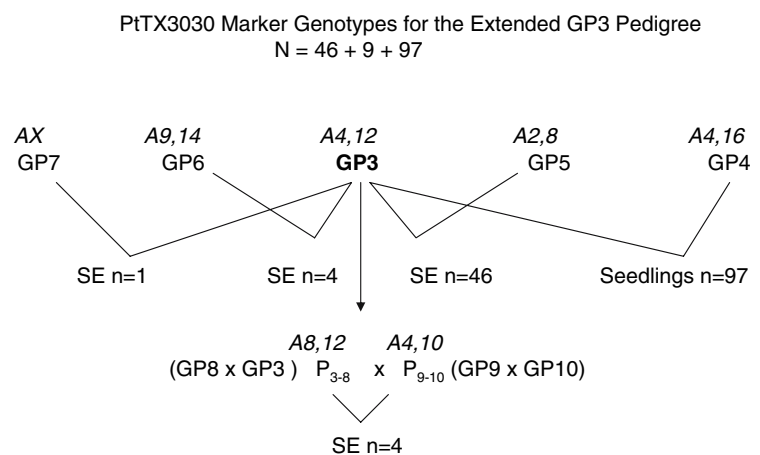 PtTX3030 Marker Genotypes for the Extended GP3 Pedigree
N = 46 + 9 + 97
AX A9,14 A4,12 A2,8 A4,16
GP7 GP6 GP3 GP5 GP4
SE n=1 SE n=4 SE n=46 Seedlings n=97
A8,12 A4,10
(GP8 x GP3 ) P3-8 x P9-10 (GP9 x GP10)
SE n=4